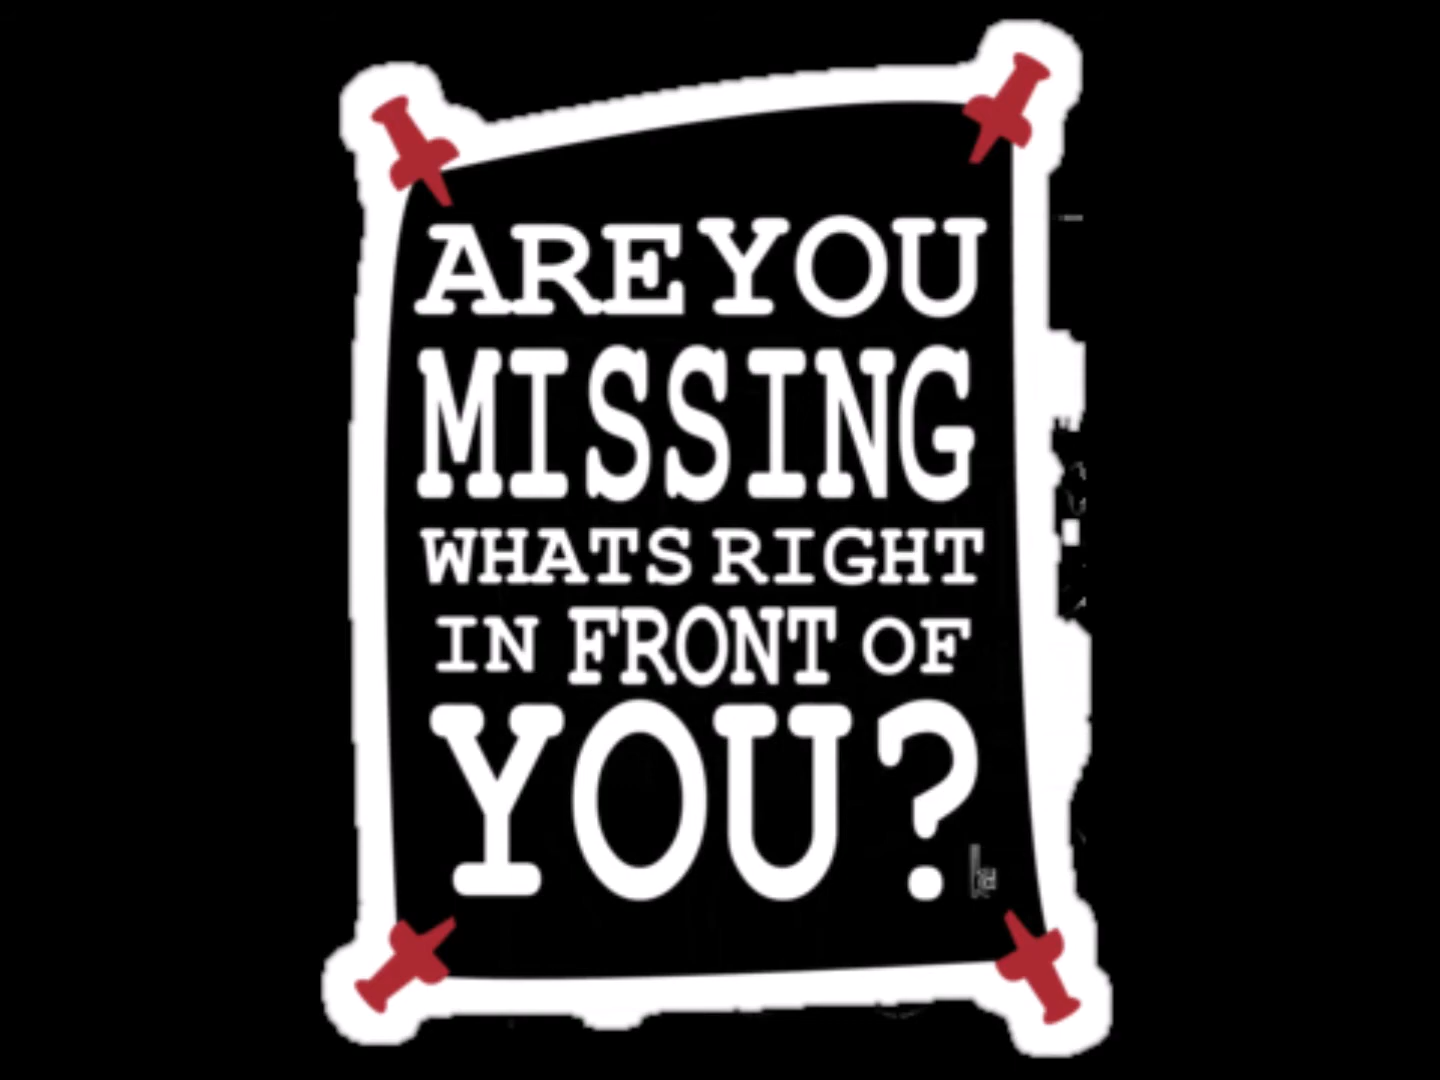 ARE YOU
MISSING
WHATS RIGHT
IN FRONT OF
YOU?